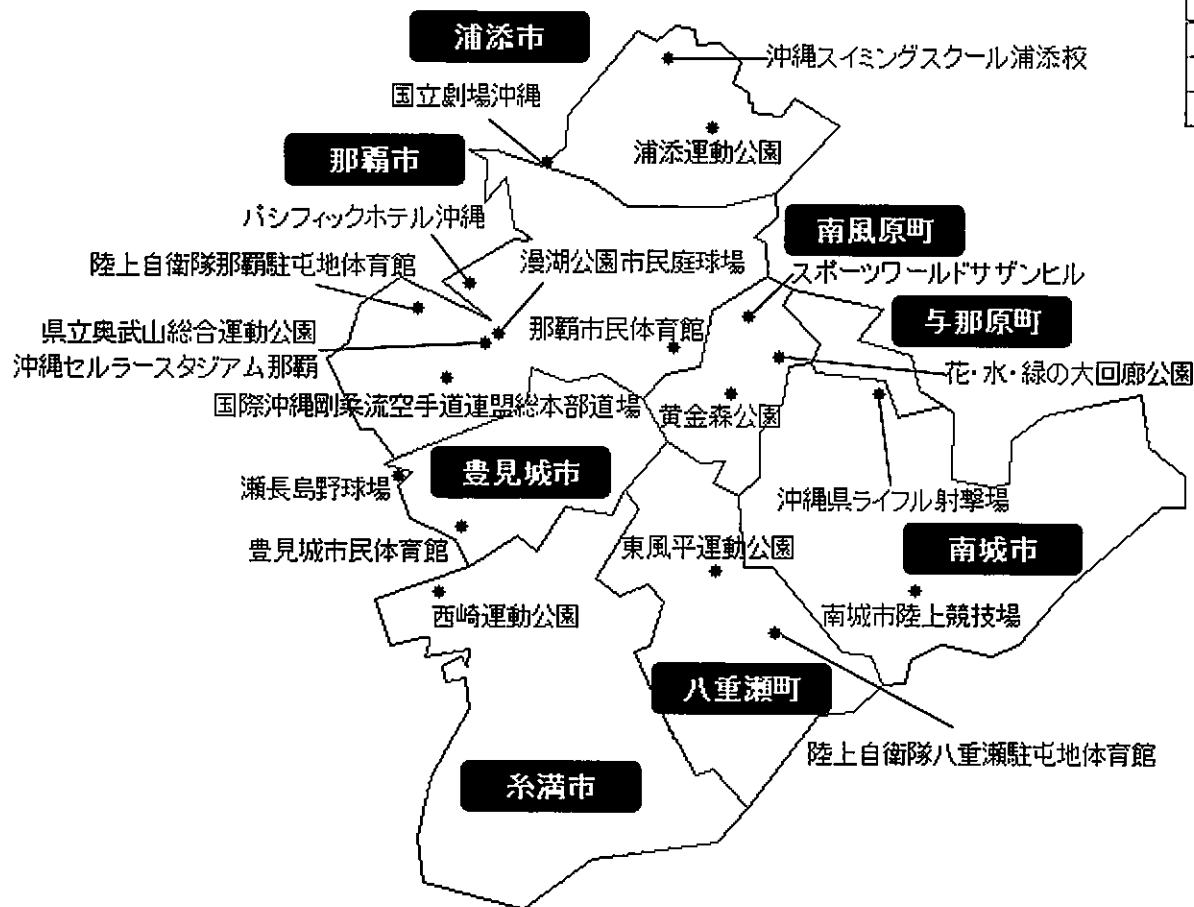 浦添市
沖縄スイミングスクール浦添校
国立劇場沖縄
浦添運動公園
那覇市
パシフィックホテル沖縄
南風原町
漫湖公園市民庭球場
スポーツワールドサザンヒル
陸上自衛隊那覇駐屯地体育館
与那原町
県立奥武山総合運動公園
那覇市民体育館
沖縄セルラースタジアム那覇
花・水・緑の大回廊公園
国際沖縄剛柔流空手道連盟総本部道場
黄金森公園
豊見城市
瀬長島野球場
沖縄県ライフル射撃場
豊見城市民体育館
東風平運動公園
南城市
西崎運動公園
南城市陸上競技場
八重瀬町
陸上自衛隊八重瀬駐屯地体育館
糸満市